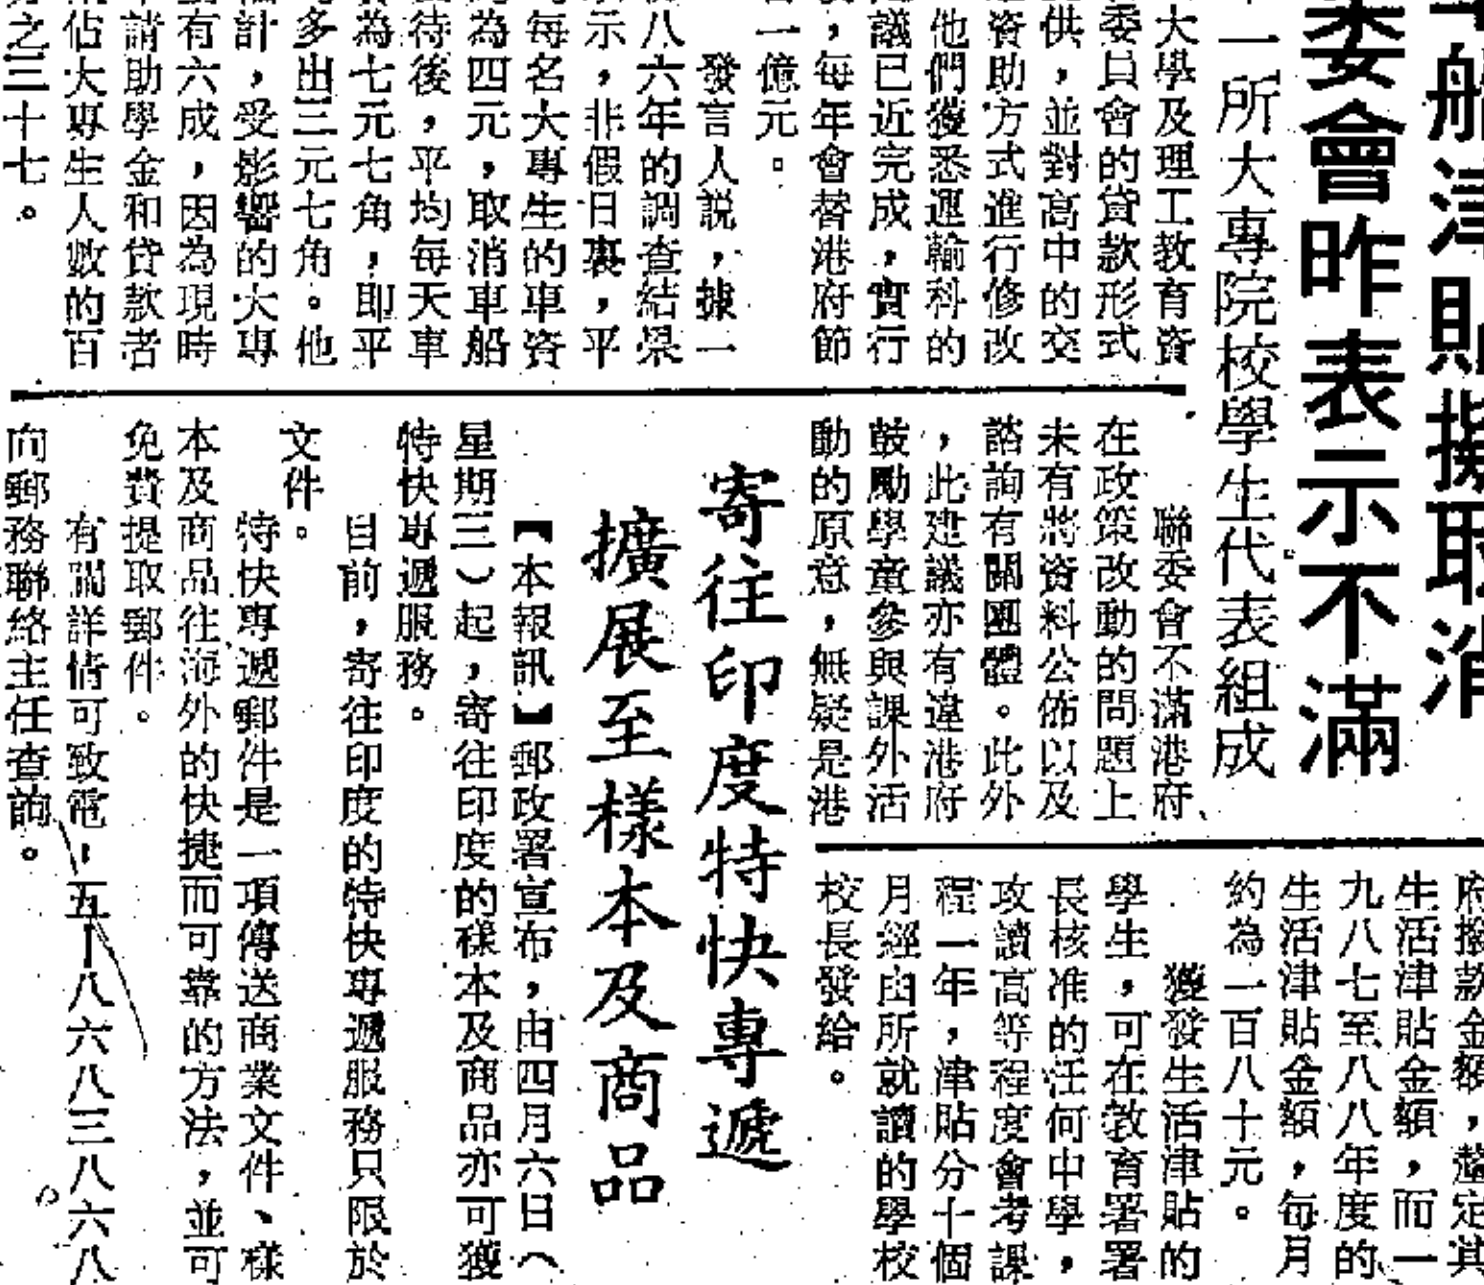 船津貼擬取消
委會昨表示不滿
一所大專院校學生代表組成
大學及理工教育資
委員會的貸款形式
供，並對高中的交
資助方式進行修改
他們獲悉運輸科的
議已近完成，實行
，每年會替港府節
一億元。
發言人說，據一
八六年的調查結果
示，非假日裏，平
每名大專生的車資
為四元，取消車船
待後，平均每天車
為七元七角，即平
多出三元七角。他
計，受影響的大專
有六成，因為現時
請助學金和貸款者
佔大專生人數的百
之三十七。
聯委會不滿港府
在政策改動的問題上
未有將資料公佈以及
諮詢有關團體。此外
，此建議亦有違港府
鼓勵學童參與課外活
動的原意，無疑是港
府撥款金額，釐定其
生活津貼金額，而一
九八七至八八年度的
生活津貼金額，每月
約為一百八十元。
獲發生活津貼的
學生，可在教育署署
長核准的任何中學，
攻讀高等程度會考課
程一年，津貼分十個
月經由所就讀的學校
校長發給。
寄往印度特快專遞
擴展至樣本及商品
【本報訊】郵政署宣布，由四月六日（
星期三）起，寄往印度的樣本及商品亦可獲
特快專遞服務。
目前，寄往印度的特快專遞服務只限於
文件。
特快專遞郵件是一項傳送商業文件、樣
本及商品往海外的快捷而可靠的方法，並可
免費提取郵件。
有關詳情可致電，五－八六八三八六八
向郵務聯絡主任查詢。